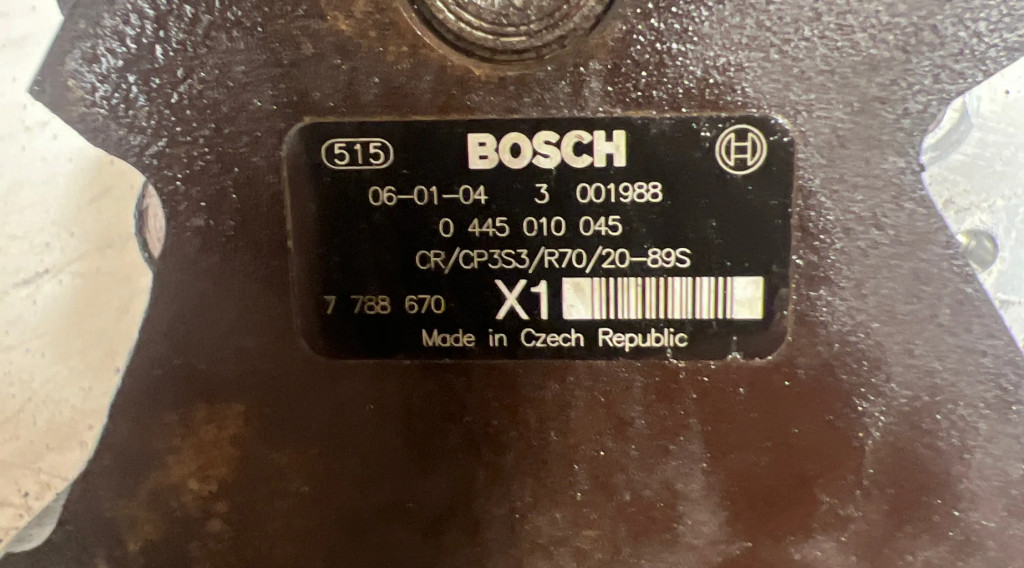 515 BOSCH
06-01-04 3 001988
0 445 010 045
CR/CP3S3/R70/20-89S
7 788 670 X1
Made in Czech Republic